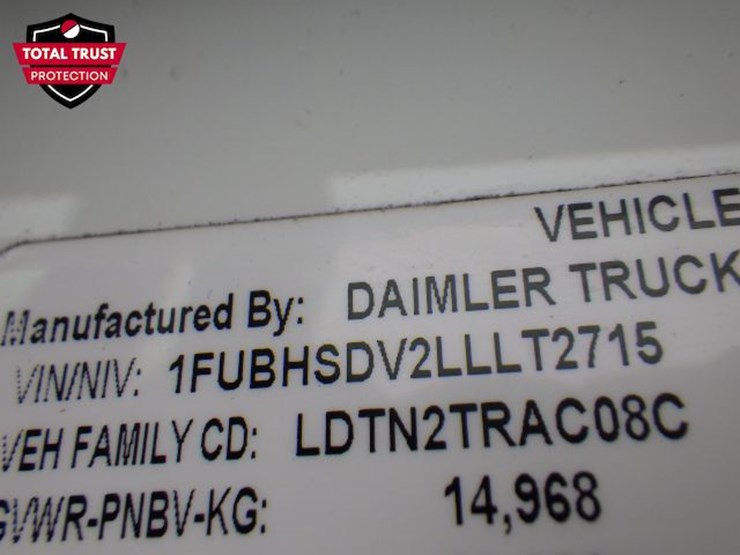 TOTAL TRUST
PROTECTION
VEHICLE
Manufactured By: DAIMLER TRUCK
VIN/NIV: 1FUBHSDV2LLLT2715
VEH FAMILY CD: LDTN2TRAC08C
GVWR-PNBV-KG: 14,968